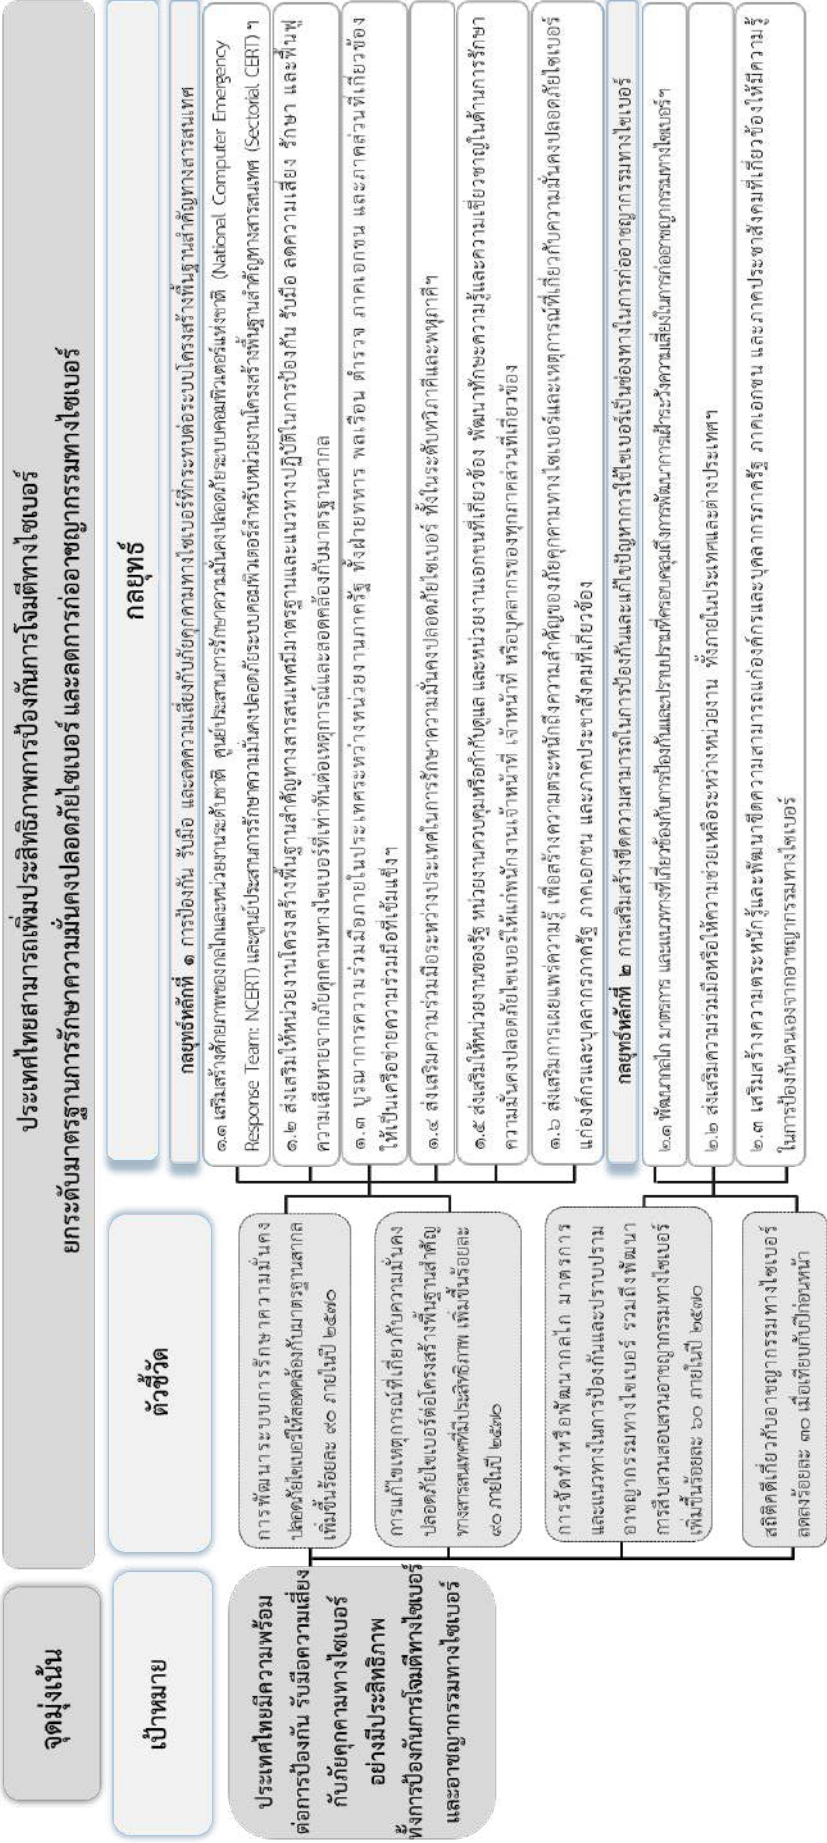 จุดมุ่งเน้น
ประเทศไทยสามารถเพิ่มประสิทธิภาพการป้องกันการโจมตีทางไซเบอร์
ยกระดับมาตรฐานการรักษาความมั่นคงปลอดภัยไซเบอร์ และลดการก่ออาชญากรรมทางไซเบอร์
เป้าหมาย
ตัวชี้วัด
กลยุทธ์
ประเทศไทยมีความพร้อม
ต่อการป้องกัน รับมือความเสี่ยง
กับภัยคุกคามทางไซเบอร์
อย่างมีประสิทธิภาพ
ทั้งการป้องกันการโจมตีทางไซเบอร์
และอาชญากรรมทางไซเบอร์
การพัฒนาระบบการรักษาความมั่นคง
ปลอดภัยไซเบอร์ให้สอดคล้องกับมาตรฐานสากล
เพิ่มขึ้นร้อยละ ๙๐ ภายในปี ๒๕๗๐
การแก้ไขเหตุการณ์ที่เกี่ยวกับความมั่นคง
ปลอดภัยไซเบอร์ต่อโครงสร้างพื้นฐานสำคัญ
ทางสารสนเทศที่มีประสิทธิภาพ เพิ่มขึ้นร้อยละ
๙๐ ภายในปี ๒๕๗๐
การจัดทำหรือพัฒนากลไก มาตรการ
และแนวทางในการป้องกันและปราบปราม
อาชญากรรมทางไซเบอร์ รวมถึงพัฒนา
การสืบสวนสอบสวนอาชญากรรมทางไซเบอร์
เพิ่มขึ้นร้อยละ ๖๐ ภายในปี ๒๕๗๐
สถิติคดีเกี่ยวกับอาชญากรรมทางไซเบอร์
ลดลงร้อยละ ๓๐ เมื่อเทียบกับปีก่อนหน้า
กลยุทธ์หลักที่ ๑ การป้องกัน รับมือ และลดความเสี่ยงกับภัยคุกคามทางไซเบอร์ที่กระทบต่อระบบโครงสร้างพื้นฐานสำคัญทางสารสนเทศ
๑.๑ เสริมสร้างศักยภาพของกลไกและหน่วยงานระดับชาติ ศูนย์ประสานการรักษาความมั่นคงปลอดภัยระบบคอมพิวเตอร์แห่งชาติ (National Computer Emergency
Response Team: NCERT) และศูนย์ประสานการรักษาความมั่นคงปลอดภัยระบบคอมพิวเตอร์สำหรับหน่วยงานโครงสร้างพื้นฐานสำคัญทางสารสนเทศ (Sectorial CERT) ฯ
๑.๒ ส่งเสริมให้หน่วยงานโครงสร้างพื้นฐานสำคัญทางสารสนเทศมีมาตรฐานและแนวทางปฏิบัติในการป้องกัน รับมือ ลดความเสี่ยง รักษา และฟื้นฟู
ความเสียหายจากภัยคุกคามทางไซเบอร์ที่เท่าทันต่อเหตุการณ์และสอดคล้องกับมาตรฐานสากล
๑.๓ บูรณาการความร่วมมือภายในประเทศระหว่างหน่วยงานภาครัฐ ทั้งฝ่ายทหาร พลเรือน ตำรวจ ภาคเอกชน และภาคส่วนที่เกี่ยวข้อง
ให้เป็นเครือข่ายความร่วมมือที่เข้มแข็งฯ
๑.๔ ส่งเสริมความร่วมมือระหว่างประเทศในการรักษาความมั่นคงปลอดภัยไซเบอร์ ทั้งในระดับทวิภาคีและพหุภาคีฯ
๑.๕ ส่งเสริมให้หน่วยงานของรัฐ หน่วยงานควบคุมหรือกำกับดูแล และหน่วยงานเอกชนที่เกี่ยวข้อง พัฒนาทักษะความรู้และความเชี่ยวชาญในด้านการรักษา
ความมั่นคงปลอดภัยไซเบอร์ให้แก่พนักงานเจ้าหน้าที่ เจ้าหน้าที่ หรือบุคลากรของทุกภาคส่วนที่เกี่ยวข้อง
๑.๖ ส่งเสริมการเผยแพร่ความรู้ เพื่อสร้างความตระหนักถึงความสำคัญของภัยคุกคามทางไซเบอร์และเหตุการณ์ที่เกี่ยวกับความมั่นคงปลอดภัยไซเบอร์
แก่องค์กรและบุคลากรภาครัฐ ภาคเอกชน และภาคประชาสังคมที่เกี่ยวข้อง
กลยุทธ์หลักที่ ๒ การเสริมสร้างขีดความสามารถในการป้องกันและแก้ไขปัญหาการใช้ไซเบอร์เป็นช่องทางในการก่ออาชญากรรมทางไซเบอร์
๒.๑ พัฒนากลไก มาตรการ และแนวทางที่เกี่ยวข้องกับการป้องกันและปราบปรามที่ครอบคลุมถึงการพัฒนาการเฝ้าระวังความเสี่ยงในการก่ออาชญากรรมทางไซเบอร์ฯ
๒.๒ ส่งเสริมความร่วมมือหรือให้ความช่วยเหลือระหว่างหน่วยงาน ทั้งภายในประเทศและต่างประเทศฯ
๒.๓ เสริมสร้างความตระหนักรู้และพัฒนาขีดความสามารถแก่องค์กรและบุคลากรภาครัฐ ภาคเอกชน และภาคประชาสังคมที่เกี่ยวข้องให้มีความรู้
ในการป้องกันตนเองจากอาชญากรรมทางไซเบอร์